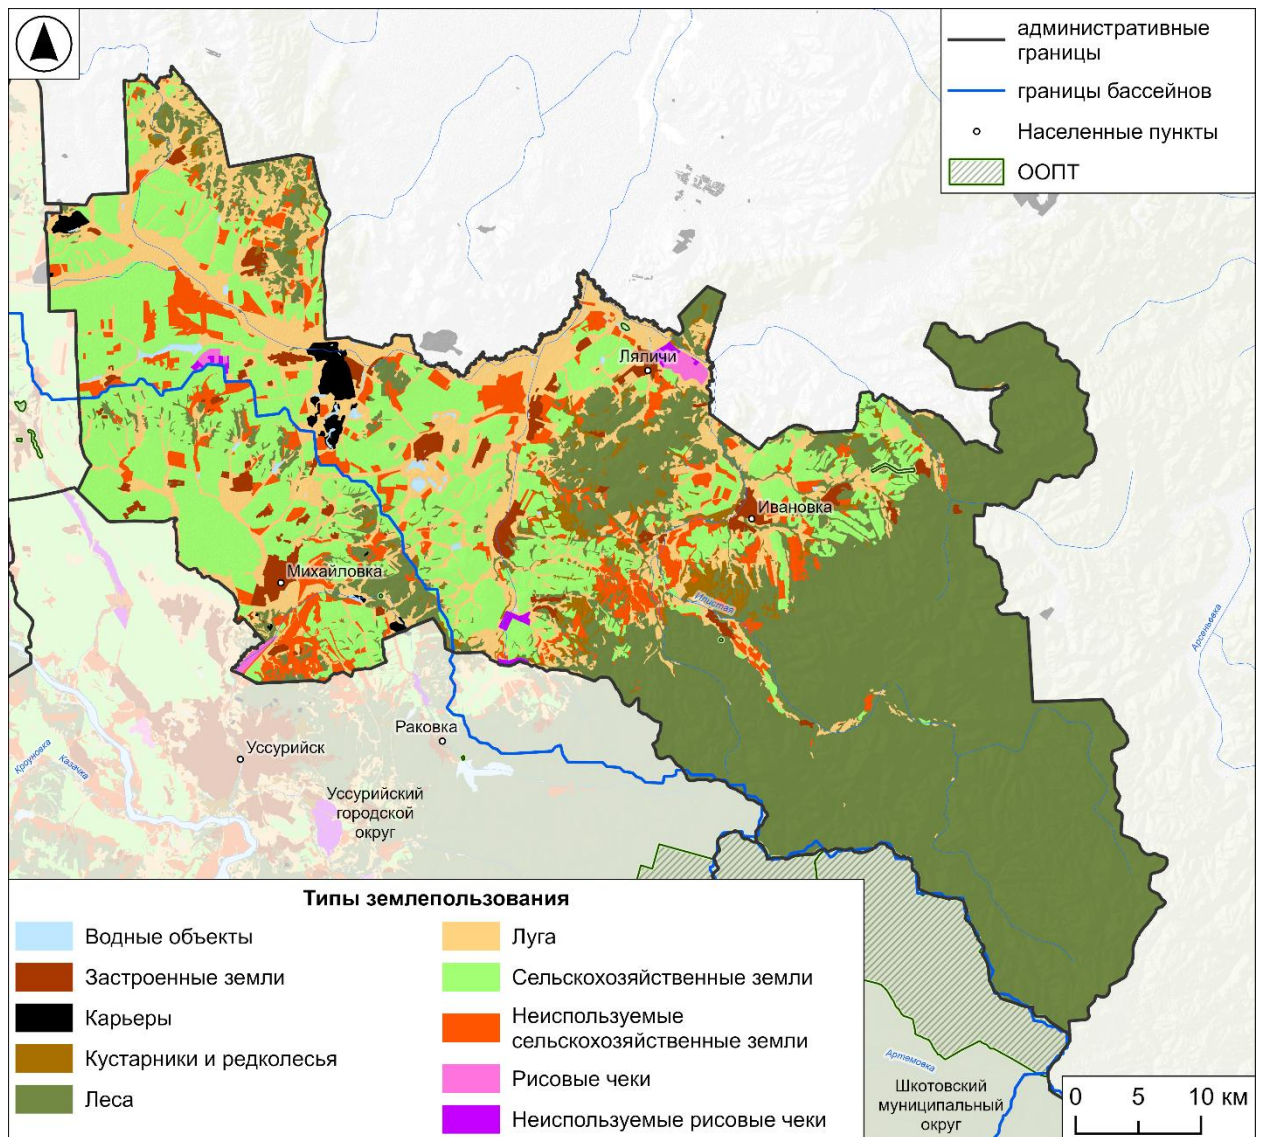 административные
границы
границы бассейнов
Населенные пункты
ООПТ
Ляличи
Ивановка
Михайловка
Илистая
Арсеньевка
Раковка
Уссурийск
Кроуновка
Казачка
Уссурийский
городской
округ
Типы землепользования
Водные объекты
Застроенные земли
Карьеры
Кустарники и редколесья
Леса
Луга
Сельскохозяйственные земли
Неиспользуемые
сельскохозяйственные земли
Рисовые чеки
Неиспользуемые рисовые чеки
Артемовка
Шкотовский
муниципальный
округ
0 5 10 км